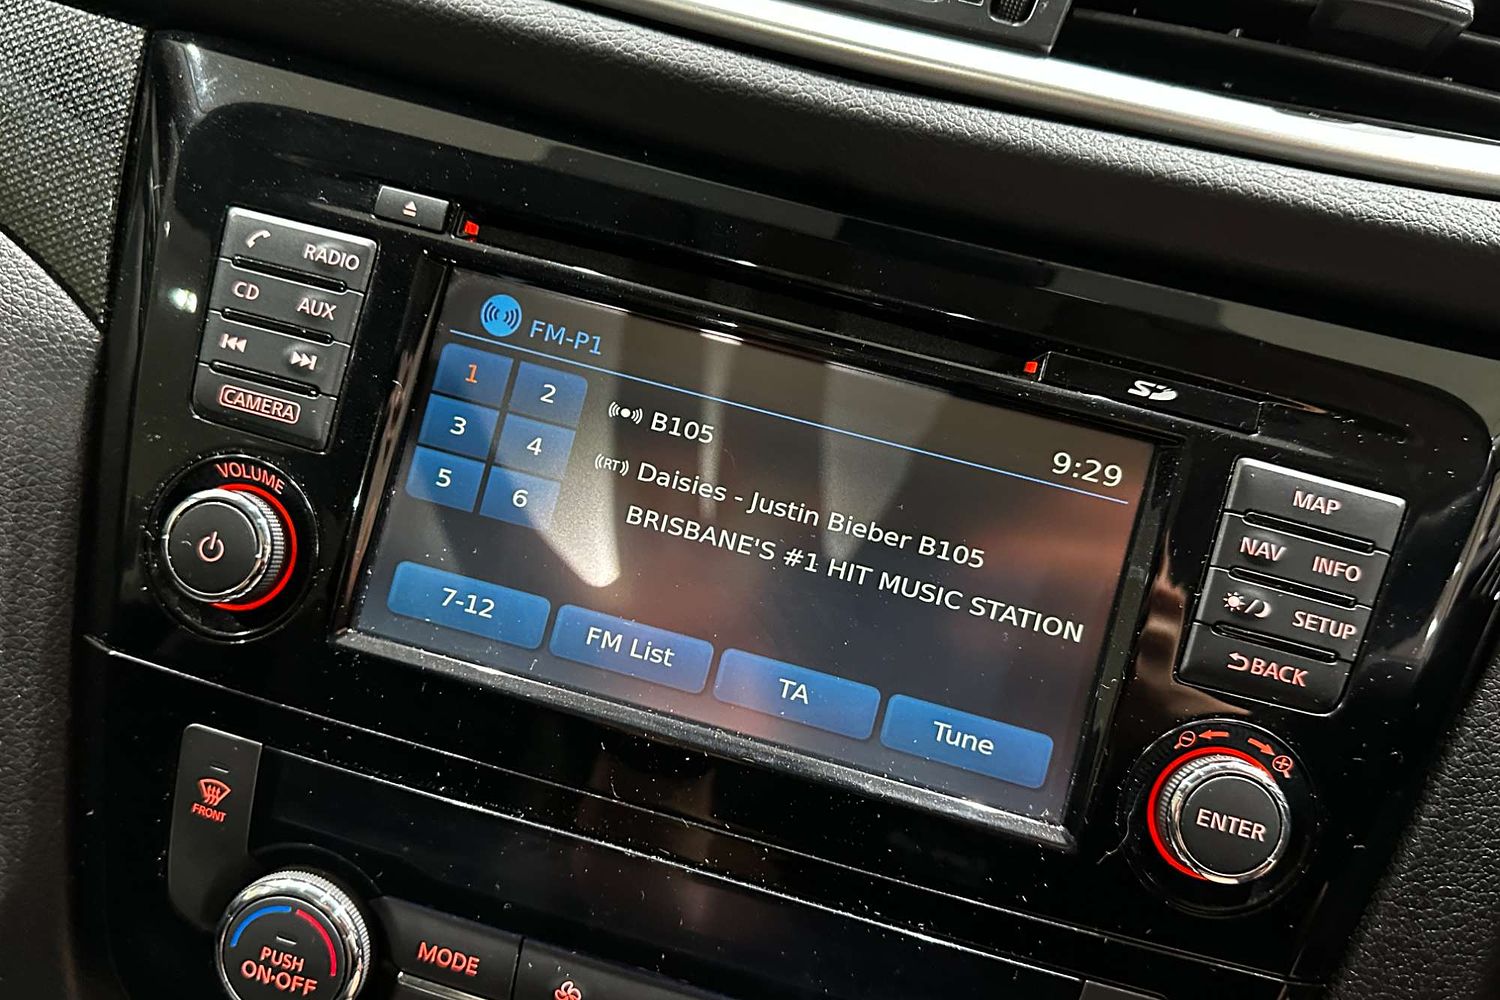 RADIO
CD AUX
CAMERA
VOLUME
FM-P1
1 2
3 4
5 6
B105
9:29
(RT) Daisies - Justin Bieber B105
BRISBANE'S #1 HIT MUSIC STATION
7-12 FM List TA Tune
SD
MAP
NAV INFO
SETUP
BACK
ENTER
FRONT
PUSH
ON·OFF
MODE